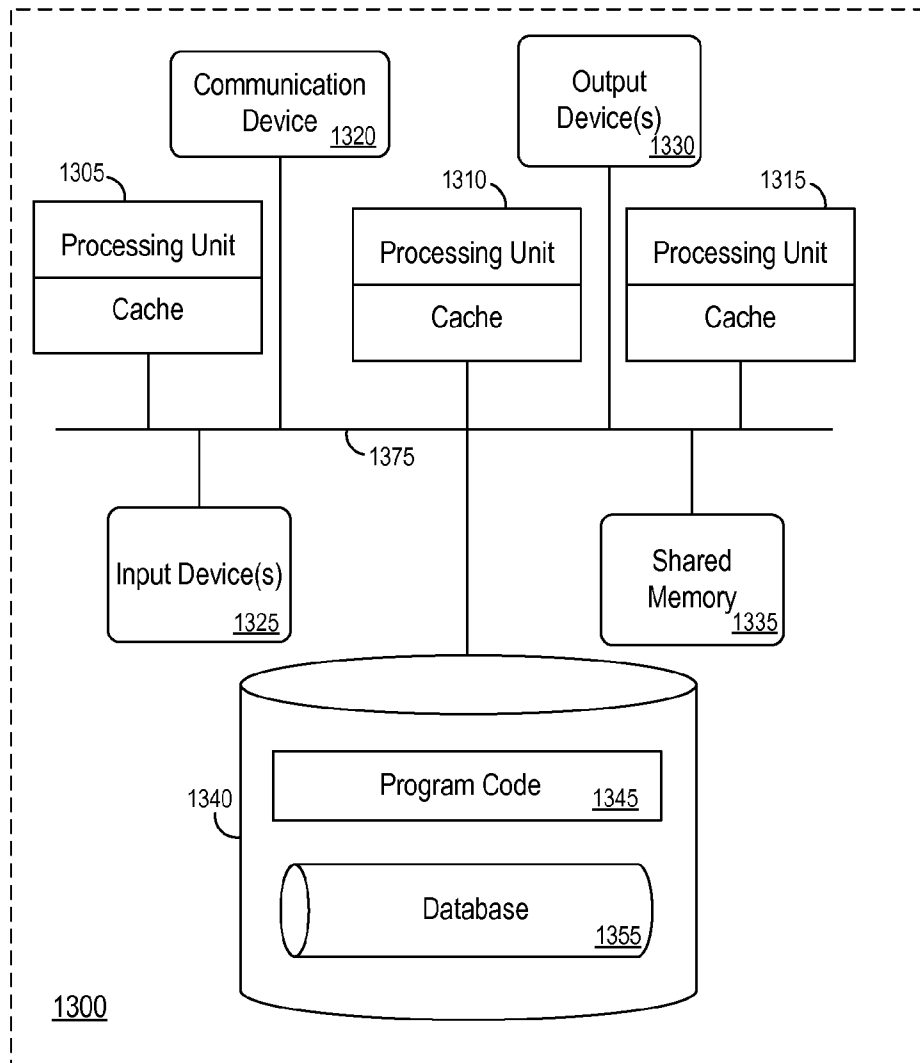 Communication
Device
1320
Output
Device(s)
1330
1305
Processing Unit
Cache
1310
Processing Unit
Cache
1315
Processing Unit
Cache
1375
Input Device(s)
1325
Shared
Memory
1335
1340
Program Code
1345
Database
1355
1300